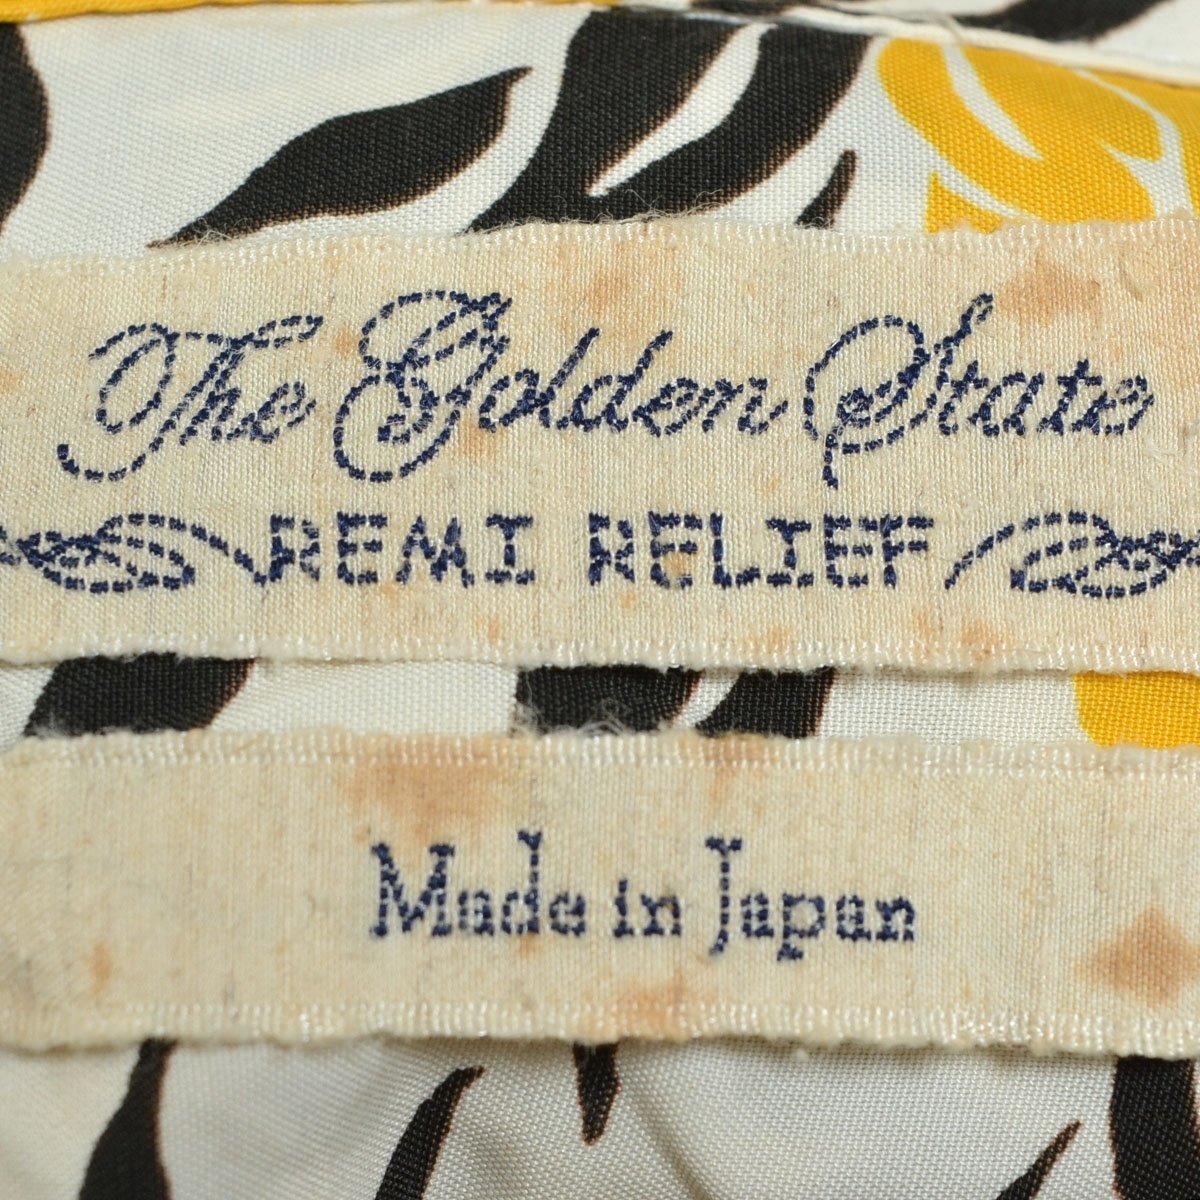 The Golden State
REMI RELIEF
Made in Japan